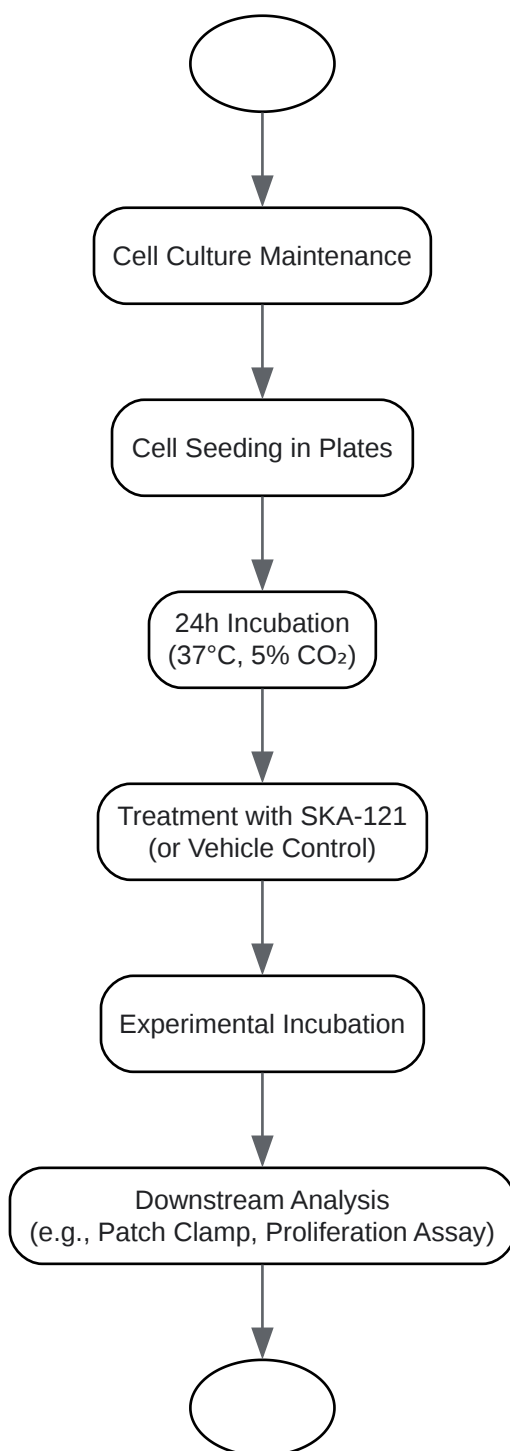 Cell Culture Maintenance
Cell Seeding in Plates
24h Incubation
(37°C, 5% CO₂)
Treatment with SKA-121
(or Vehicle Control)
Experimental Incubation
Downstream Analysis
(e.g., Patch Clamp, Proliferation Assay)